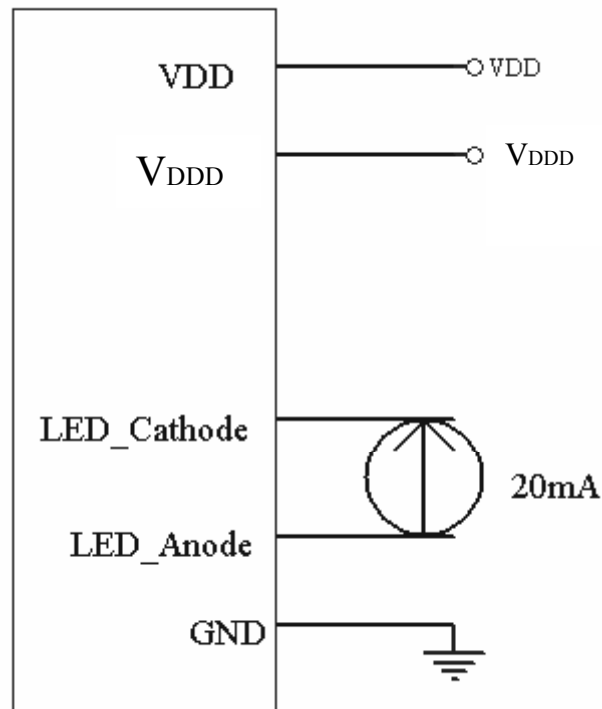 VDD
VDD
VDDD
VDDD
LED_Cathode
20mA
LED_Anode
GND